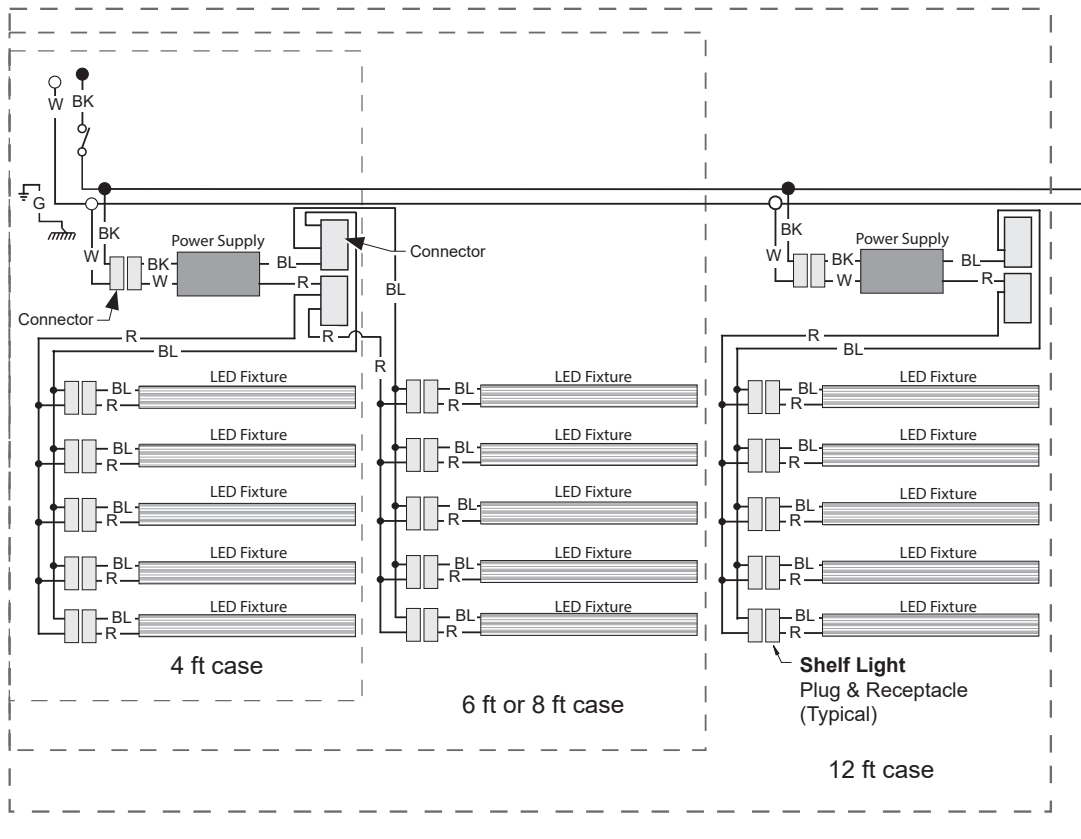 W
BK
G
BK
W
Connector
BK
W
Power Supply
BL
R
Connector
BL
R
R
R
BL
LED Fixture
BL
R
LED Fixture
BL
R
LED Fixture
BL
R
LED Fixture
BL
R
LED Fixture
BL
R
4 ft case
LED Fixture
BL
R
LED Fixture
BL
R
LED Fixture
BL
R
LED Fixture
BL
R
LED Fixture
BL
R
6 ft or 8 ft case
BK
W
BK
W
Power Supply
BL
R
R
BL
LED Fixture
BL
R
LED Fixture
BL
R
LED Fixture
BL
R
LED Fixture
BL
R
LED Fixture
BL
R
Shelf Light
Plug & Receptacle
(Typical)
12 ft case